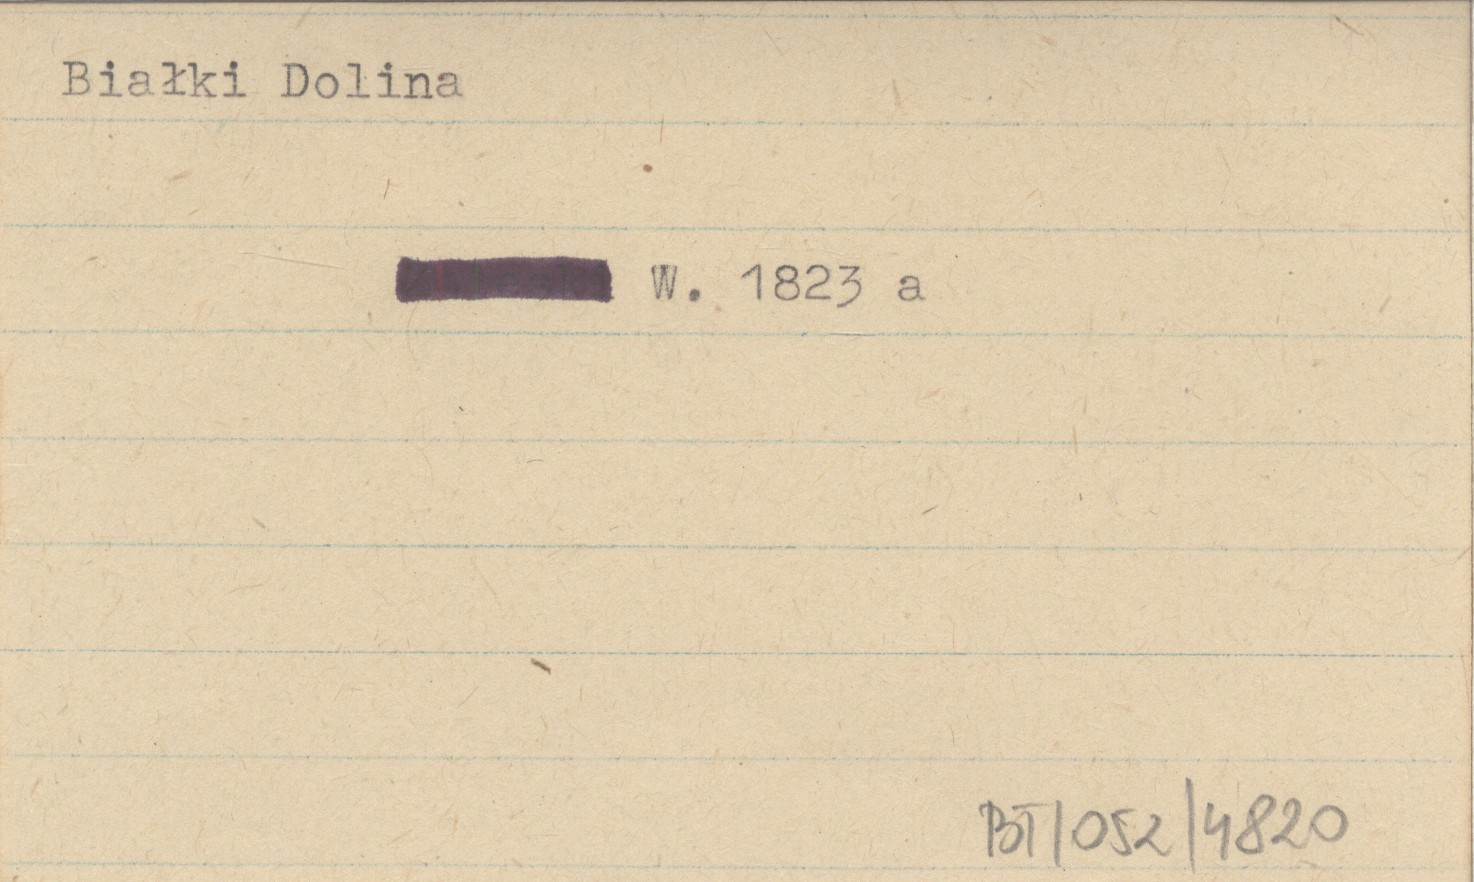 Białki Dolina
W. 1823 a
BT/052/4820